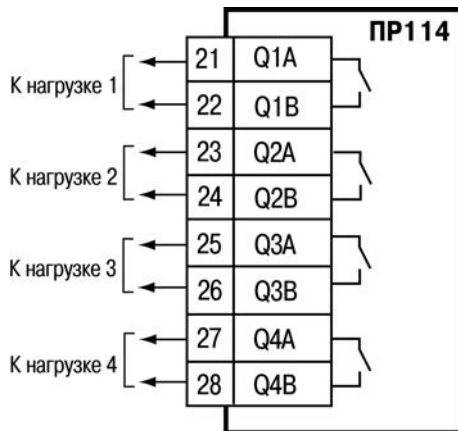 ПР114
21 Q1A
К нагрузке 1
22 Q1B
23 Q2A
К нагрузке 2
24 Q2B
25 Q3A
К нагрузке 3
26 Q3B
27 Q4A
К нагрузке 4
28 Q4B